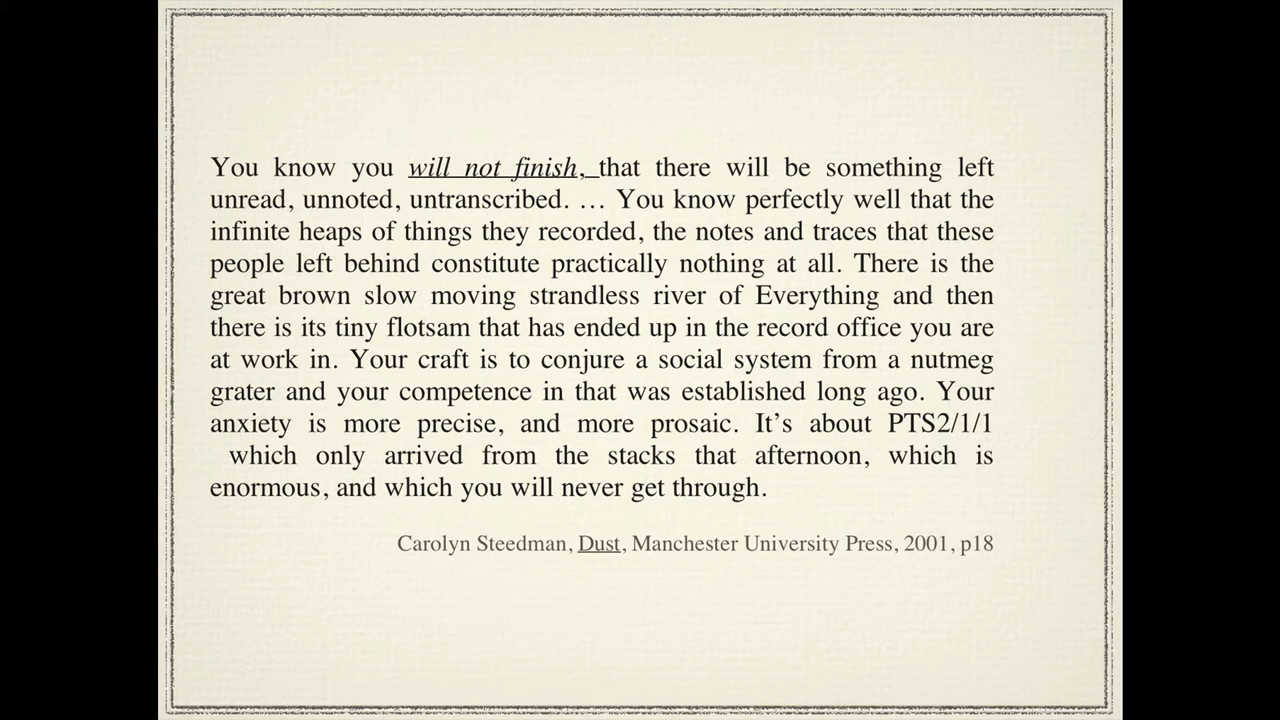 You know you will not finish, that there will be something left
unread, unnoted, untranscribed. … You know perfectly well that the
infinite heaps of things they recorded, the notes and traces that these
people left behind constitute practically nothing at all. There is the
great brown slow moving strandless river of Everything and then
there is its tiny flotsam that has ended up in the record office you are
at work in. Your craft is to conjure a social system from a nutmeg
grater and your competence in that was established long ago. Your
anxiety is more precise, and more prosaic. It’s about PTS2/1/1
which only arrived from the stacks that afternoon, which is
enormous, and which you will never get through.
Carolyn Steedman, Dust, Manchester University Press, 2001, p18